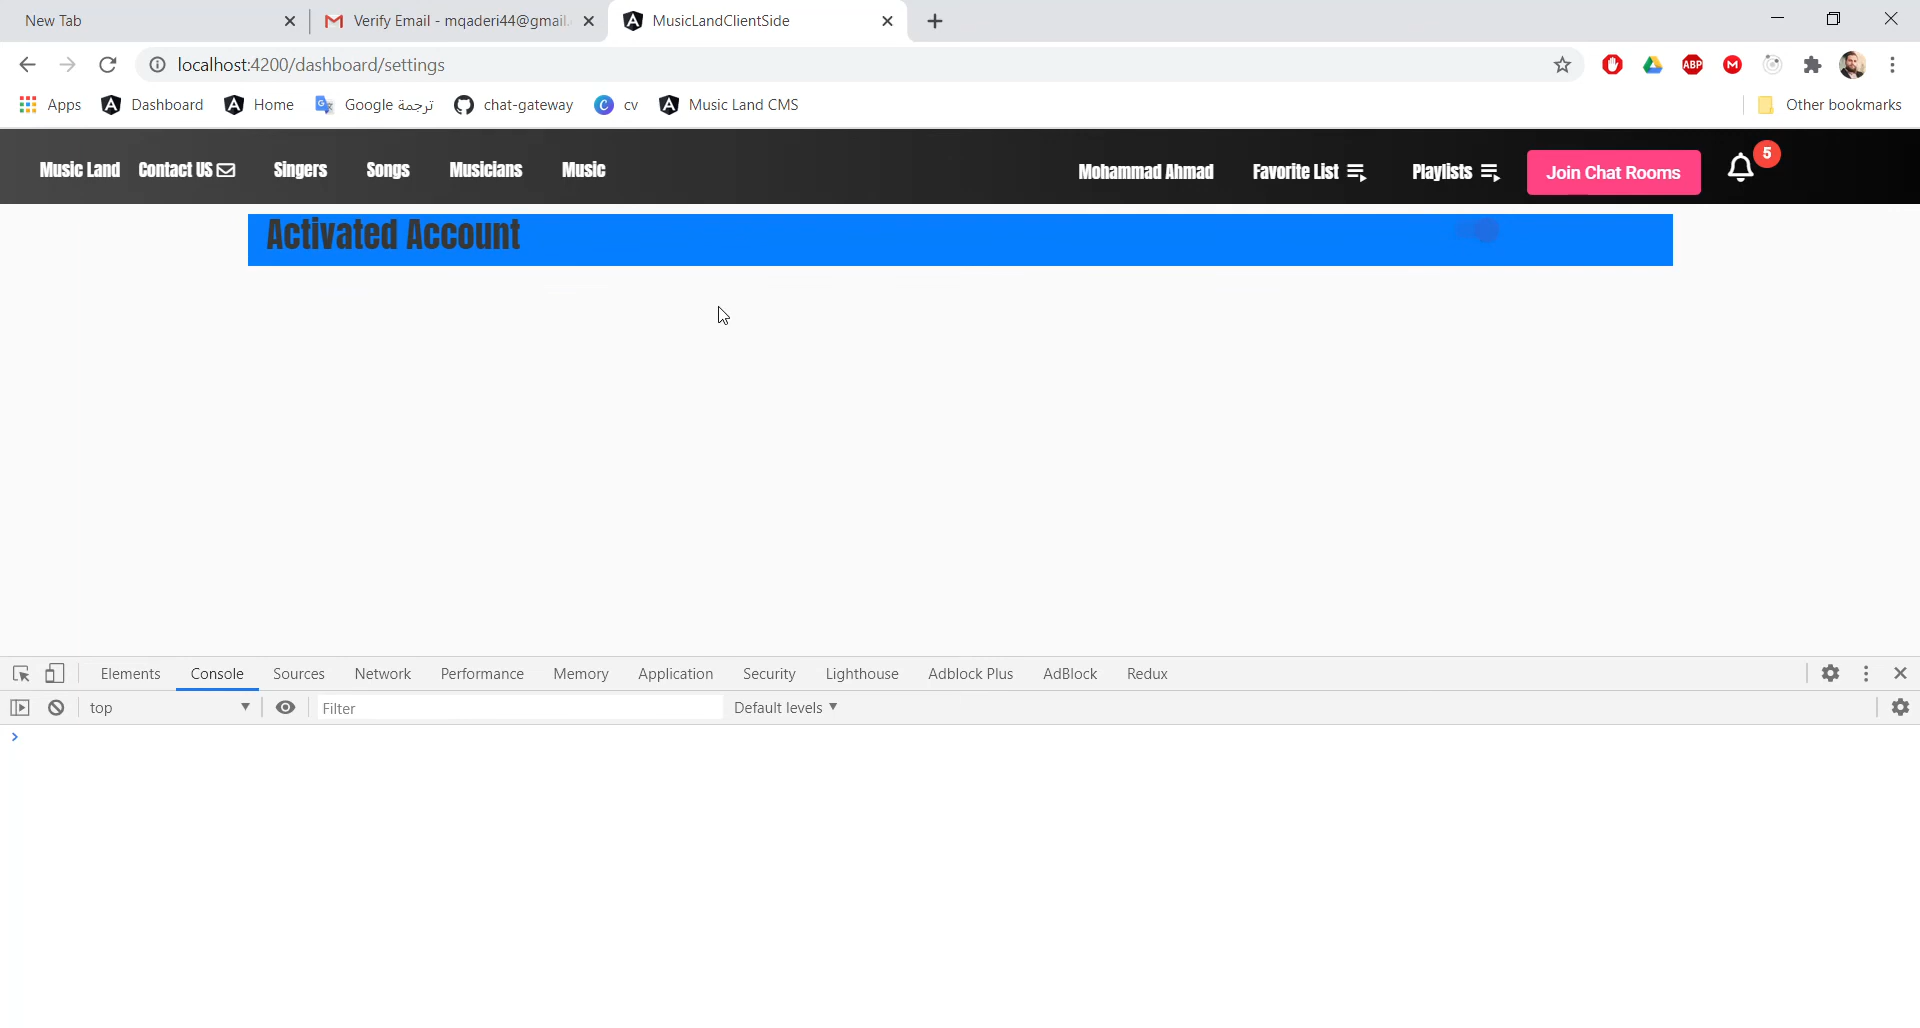 New Tab
Verify Email - mqaderi44@gmail.
MusicLandClientSide
localhost:4200/dashboard/settings
ABP
M
Apps
Dashboard
Home
Google ترجمة
chat-gateway
C
cv
Music Land CMS
Other bookmarks
Music Land
Contact US
Singers
Songs
Musicians
Music
Mohammad Ahmad
Favorite List
Playlists
Join Chat Rooms
5
Activated Account
Elements
Console
Sources
Network
Performance
Memory
Application
Security
Lighthouse
Adblock Plus
AdBlock
Redux
top
Filter
Default levels